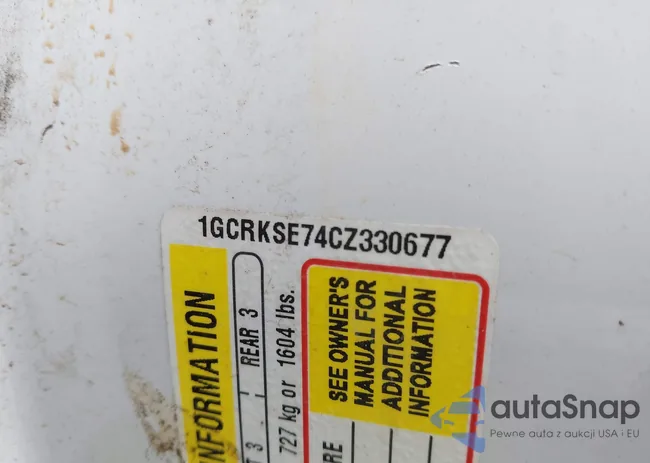 1GCRKSE74CZ330677
INFORMATION
REAR 3
3
727 kg or 1604 lbs.
SEE OWNER'S
MANUAL FOR
ADDITIONAL
INFORMATION
autaSnap
Pewne auta z aukcji USA i EU